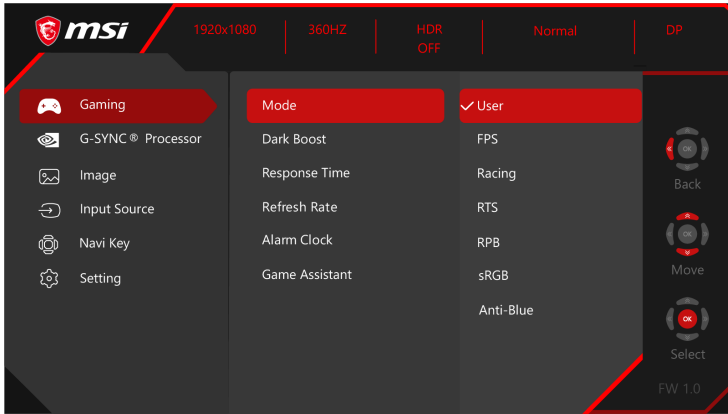 msi
1920x1080
360HZ
HDR
OFF
Normal
DP
Gaming
G-SYNC® Processor
Image
Input Source
Navi Key
Setting
Mode
Dark Boost
Response Time
Refresh Rate
Alarm Clock
Game Assistant
User
FPS
Racing
RTS
RPB
sRGB
Anti-Blue
OK
Back
OK
Move
OK
Select
FW 1.0